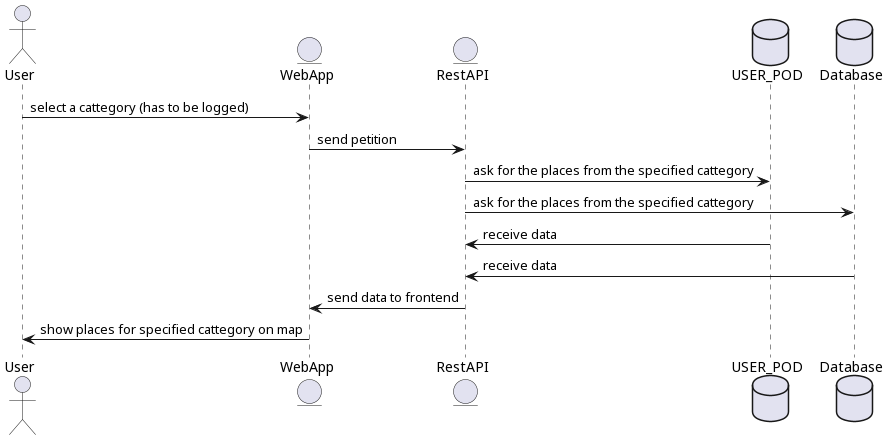 User
WebApp
RestAPI
USER_POD
Database
select a cattegory (has to be logged)
send petition
ask for the places from the specified cattegory
ask for the places from the specified cattegory
receive data
receive data
send data to frontend
show places for specified cattegory on map
User
WebApp
RestAPI
USER_POD
Database